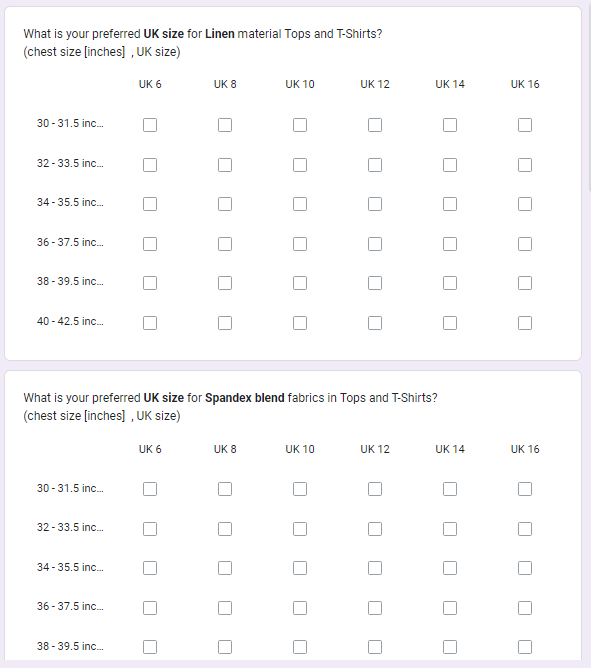 What is your preferred UK size for Linen material Tops and T-Shirts?
(chest size [inches] , UK size)
UK 6 UK 8 UK 10 UK 12 UK 14 UK 16
30 - 31.5 inc...
32 - 33.5 inc...
34 - 35.5 inc...
36 - 37.5 inc...
38 - 39.5 inc...
40 - 42.5 inc...
What is your preferred UK size for Spandex blend fabrics in Tops and T-Shirts?
(chest size [inches] , UK size)
UK 6 UK 8 UK 10 UK 12 UK 14 UK 16
30 - 31.5 inc...
32 - 33.5 inc...
34 - 35.5 inc...
36 - 37.5 inc...
38 - 39.5 inc...